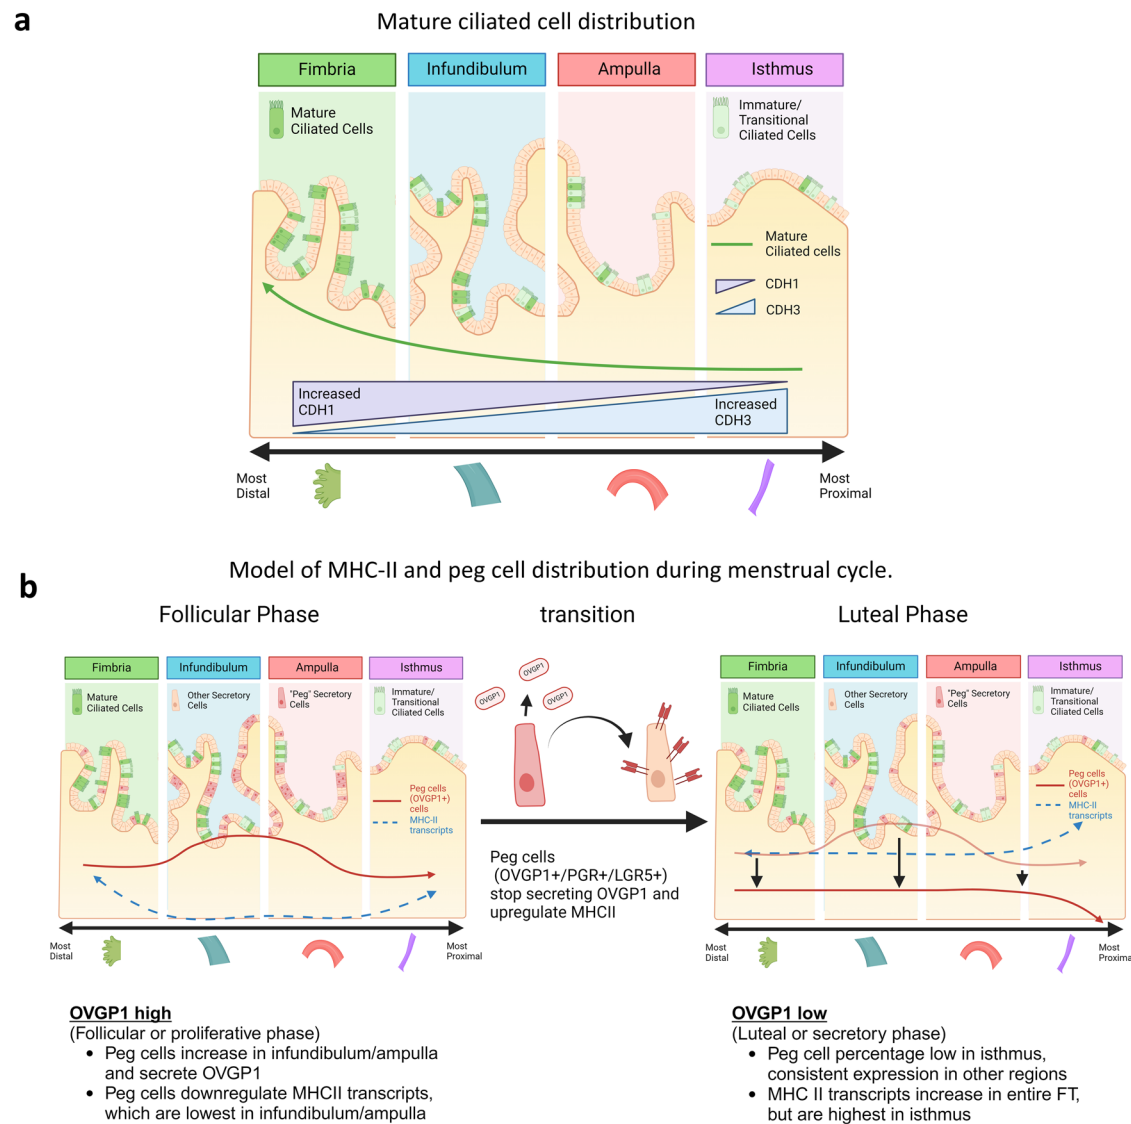 a
Mature ciliated cell distribution
Fimbria
Infundibulum
Ampulla
Isthmus
Mature
Ciliated Cells
Immature/
Transitional
Ciliated Cells
Mature
Ciliated cells
CDH1
CDH3
Increased
CDH1
Increased
CDH3
Most
Distal
Most
Proximal
b
Model of MHC-II and peg cell distribution during menstrual cycle.
Follicular Phase
transition
Luteal Phase
Fimbria
Infundibulum
Ampulla
Isthmus
Mature
Ciliated Cells
Other Secretory
Cells
"Peg" Secretory
Cells
Immature/
Transitional
Ciliated Cells
Peg cells
(OVGP1+)
cells
MHC-II
transcripts
Most
Distal
Most
Proximal
OVGP1
OVGP1
OVGP1
Peg cells
(OVGP1+/PGR+/LGR5+)
stop secreting OVGP1 and
upregulate MHCII
Fimbria
Infundibulum
Ampulla
Isthmus
Mature
Ciliated Cells
Other Secretory
Cells
"Peg" Secretory
Cells
Immature/
Transitional
Ciliated Cells
Peg cells
(OVGP1+)
cells
MHC-II
transcripts
Most
Distal
Most
Proximal
OVGP1 high
(Follicular or proliferative phase)
• Peg cells increase in infundibulum/ampulla
and secrete OVGP1
• Peg cells downregulate MHCII transcripts,
which are lowest in infundibulum/ampulla
OVGP1 low
(Luteal or secretory phase)
• Peg cell percentage low in isthmus,
consistent expression in other regions
• MHC II transcripts increase in entire FT,
but are highest in isthmus